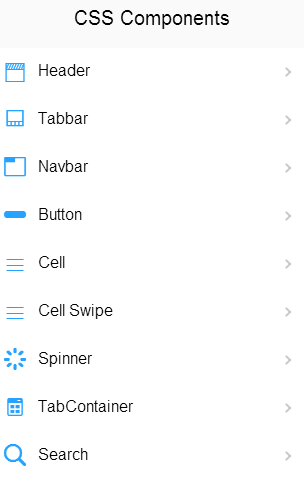 CSS Components
Header
Tabbar
Navbar
Button
Cell
Cell Swipe
Spinner
TabContainer
Search